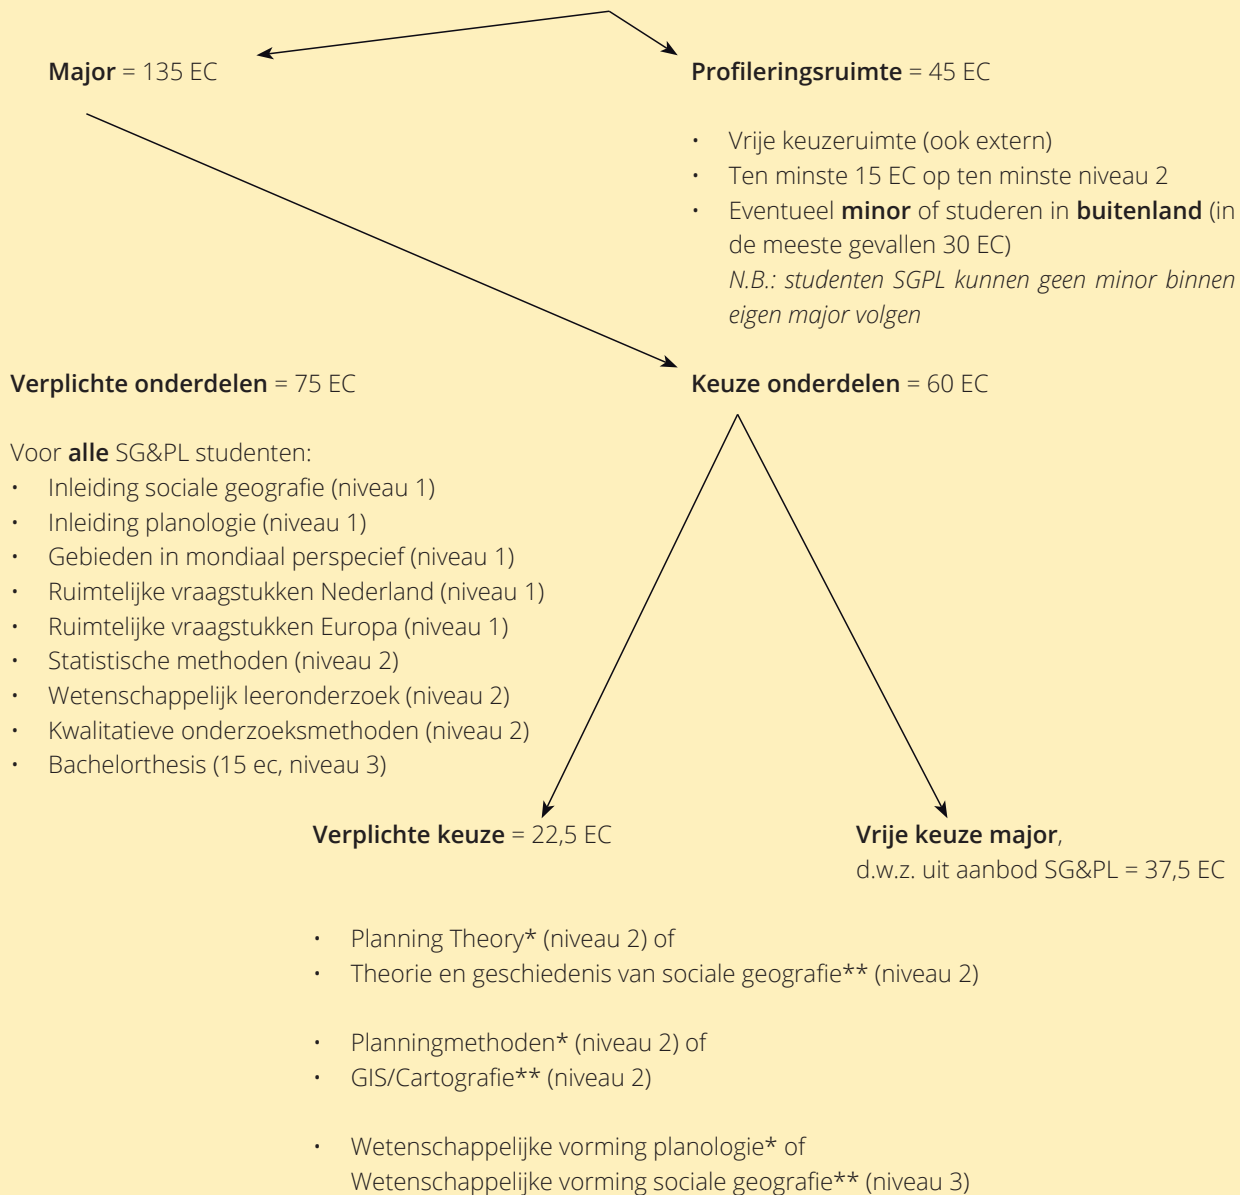 Major = 135 EC
Profileringsruimte = 45 EC
• Vrije keuzeruimte (ook extern)
• Ten minste 15 EC op ten minste niveau 2
• Eventueel minor of studeren in buitenland (in
de meeste gevallen 30 EC)
N.B.: studenten SGPL kunnen geen minor binnen
eigen major volgen
Verplichte onderdelen = 75 EC
Keuze onderdelen = 60 EC
Voor alle SG&PL studenten:
• Inleiding sociale geografie (niveau 1)
• Inleiding planologie (niveau 1)
• Gebieden in mondiaal perspecief (niveau 1)
• Ruimtelijke vraagstukken Nederland (niveau 1)
• Ruimtelijke vraagstukken Europa (niveau 1)
• Statistische methoden (niveau 2)
• Wetenschappelijk leeronderzoek (niveau 2)
• Kwalitatieve onderzoeksmethoden (niveau 2)
• Bachelorthesis (15 ec, niveau 3)
Verplichte keuze = 22,5 EC
Vrije keuze major,
d.w.z. uit aanbod SG&PL = 37,5 EC
• Planning Theory* (niveau 2) of
• Theorie en geschiedenis van sociale geografie** (niveau 2)
• Planningmethoden* (niveau 2) of
• GIS/Cartografie** (niveau 2)
• Wetenschappelijke vorming planologie* of
Wetenschappelijke vorming sociale geografie** (niveau 3)